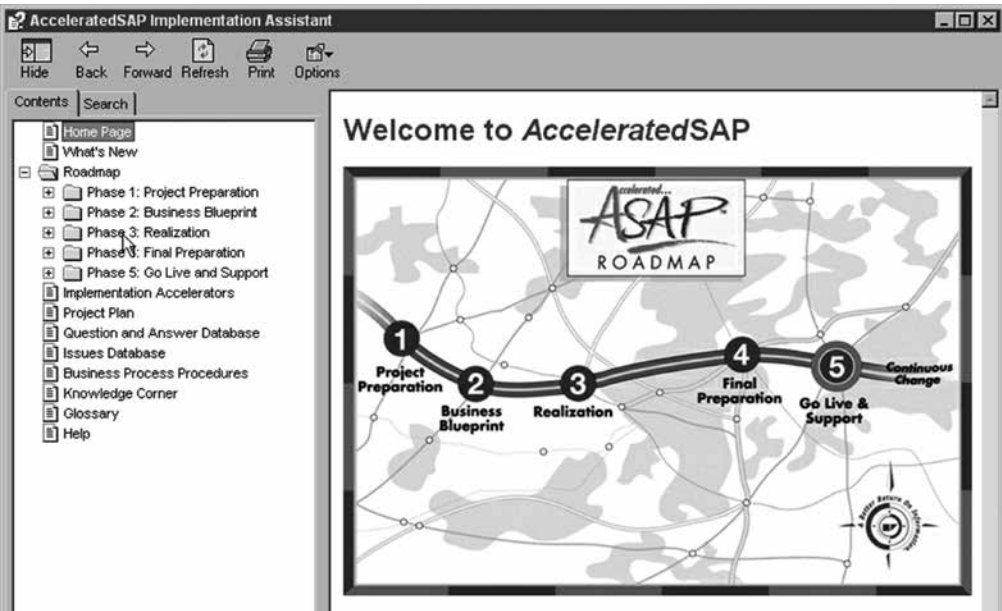 AcceleratedSAP Implementation Assistant
Hide Back Forward Refresh Print Options
Contents Search
Home Page
What's New
Roadmap
Phase 1: Project Preparation
Phase 2: Business Blueprint
Phase 3: Realization
Phase 4: Final Preparation
Phase 5: Go Live and Support
Implementation Accelerators
Project Plan
Question and Answer Database
Issues Database
Business Process Procedures
Knowledge Corner
Glossary
Help
Welcome to AcceleratedSAP
accelerated...
ASAP
ROADMAP
1
Project
Preparation
2
Business
Blueprint
3
Realization
4
Final
Preparation
5
Go Live &
Support
Continuous
Change
A Better Return On Information